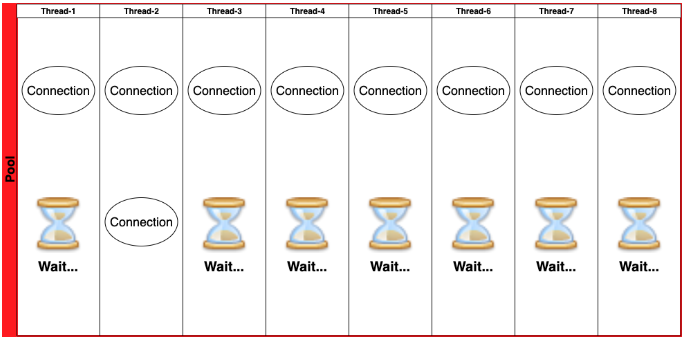 Thread-1 Thread-2 Thread-3 Thread-4 Thread-5 Thread-6 Thread-7 Thread-8
Pool
Connection Connection Connection Connection Connection Connection Connection Connection
Connection
Wait... Wait... Wait... Wait... Wait... Wait... Wait...